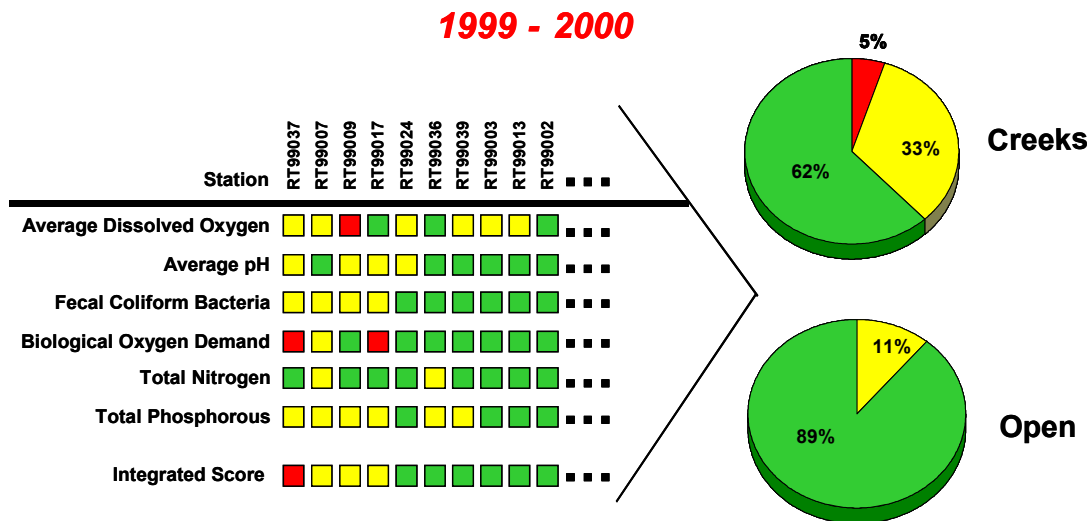 1999 - 2000
Station RT99037 RT99007 RT99009 RT99017 RT99024 RT99036 RT99039 RT99003 RT99013 RT99002
Average Dissolved Oxygen
Average pH
Fecal Coliform Bacteria
Biological Oxygen Demand
Total Nitrogen
Total Phosphorous
Integrated Score
5%
33%
62%
Creeks
11%
89%
Open